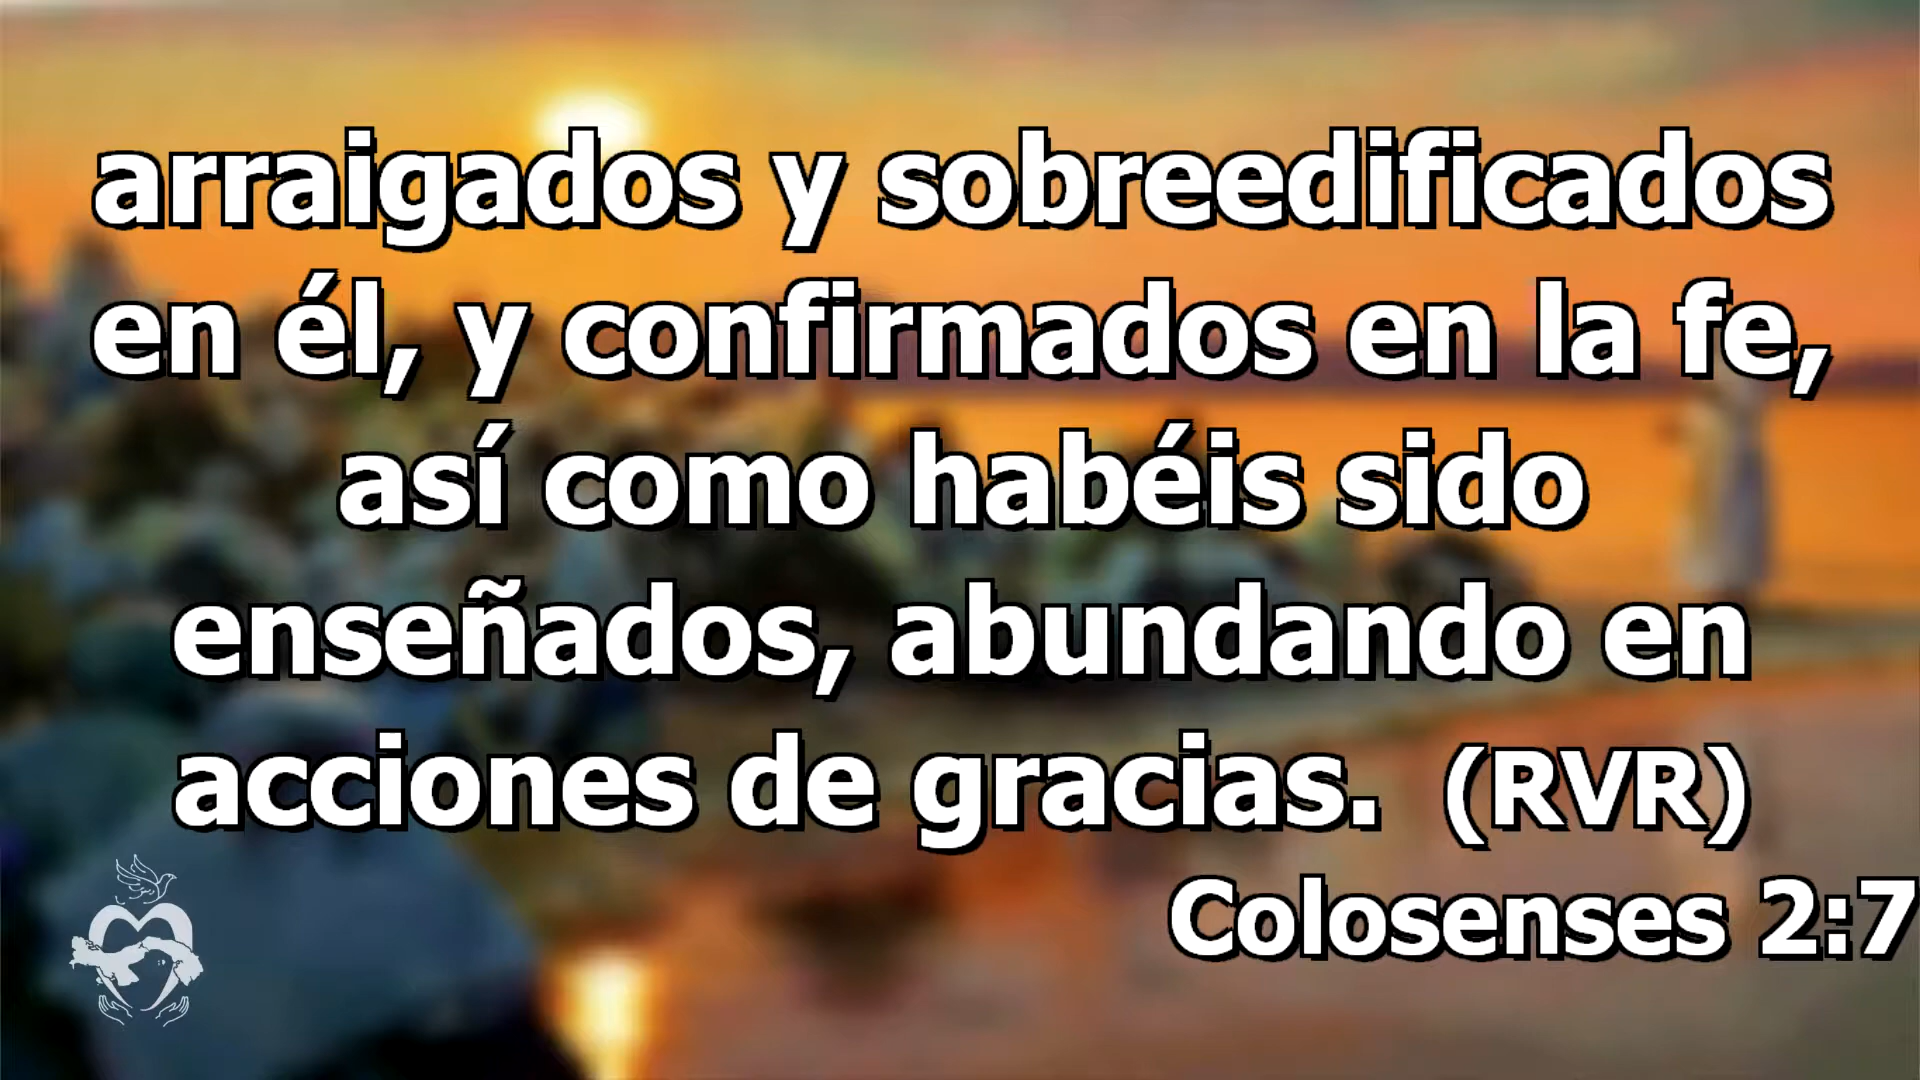 arraigados y sobreedificados
en él, y confirmados en la fe,
así como habéis sido
enseñados, abundando en
acciones de gracias. (RVR)
Colosenses 2:7